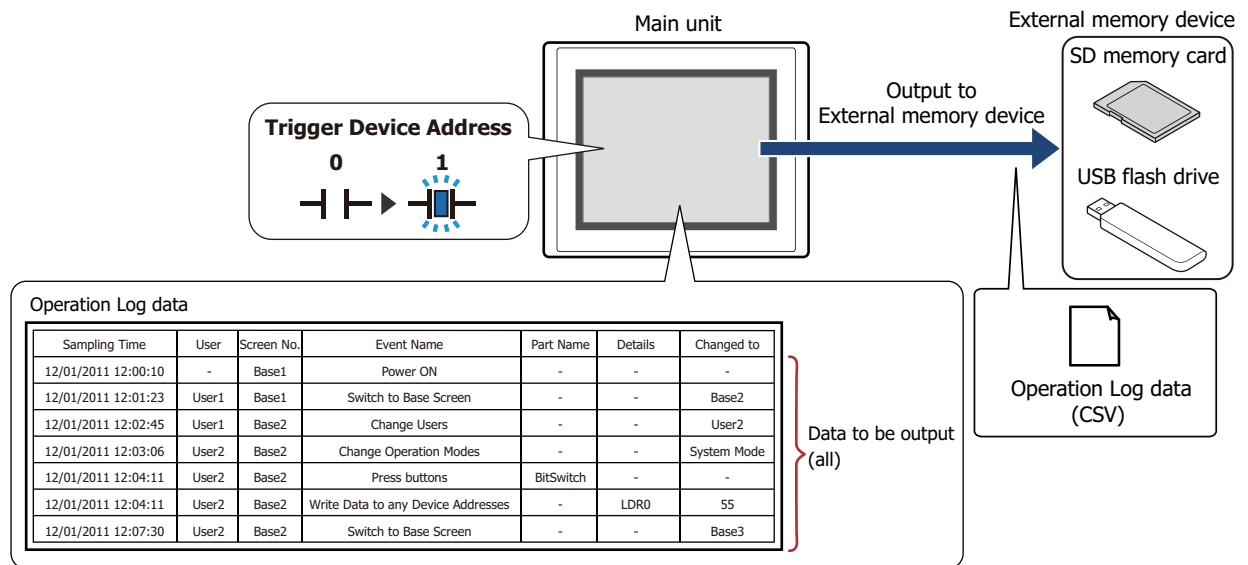 Main unit
External memory device
SD memory card
Output to
External memory device
USB flash drive
Trigger Device Address
0 1
Operation Log data
Sampling Time User Screen No. Event Name Part Name Details Changed to
12/01/2011 12:00:10 - Base1 Power ON - - -
12/01/2011 12:01:23 User1 Base1 Switch to Base Screen - - Base2
12/01/2011 12:02:45 User1 Base2 Change Users - - User2
12/01/2011 12:03:06 User2 Base2 Change Operation Modes - - System Mode
12/01/2011 12:04:11 User2 Base2 Press buttons BitSwitch - -
12/01/2011 12:04:11 User2 Base2 Write Data to any Device Addresses - LDR0 55
12/01/2011 12:07:30 User2 Base2 Switch to Base Screen - - Base3
Data to be output
(all)
Operation Log data
(CSV)